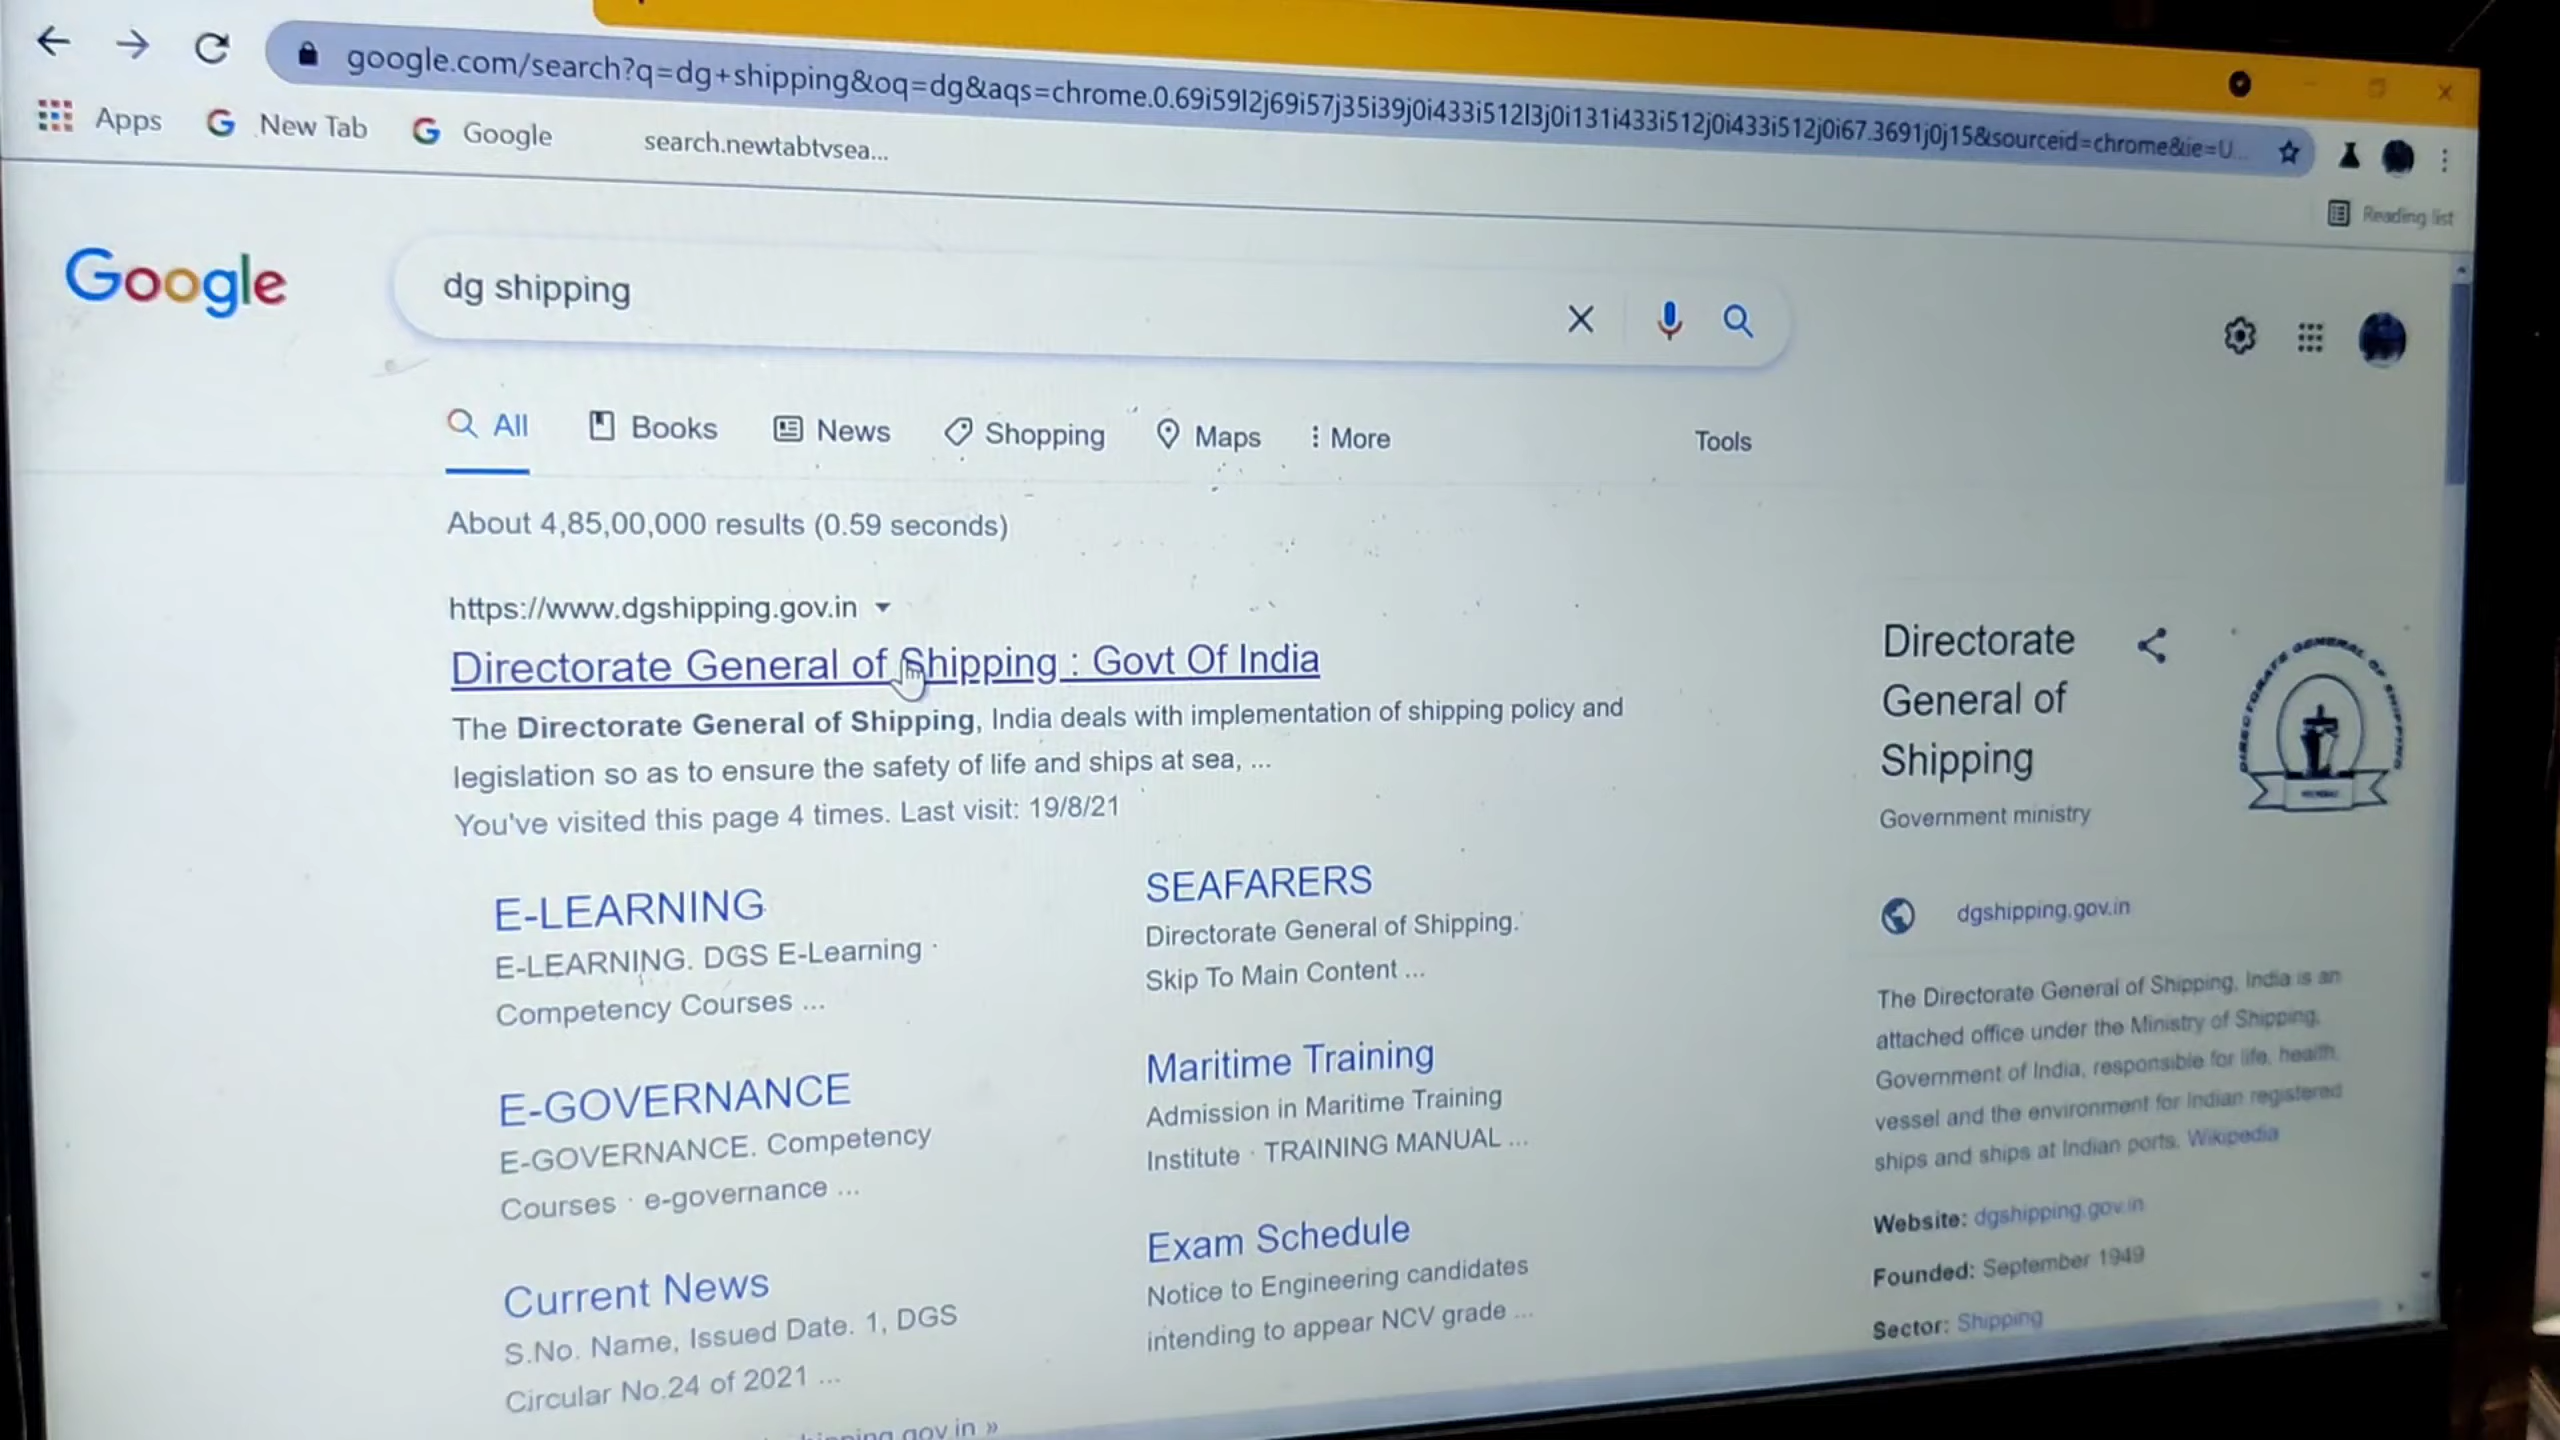 google.com/search?q=dg+shipping&oq=dg&aqs=chrome.0.69i59l2j69i57j35i39j0i433i512l3j0i131i433i512j0i433i512j0i67.3691j0j15&sourceid=chrome&ie=U...
Apps
New Tab
Google
search.newtabtvsea...
Reading list
Google
dg shipping
All
Books
News
Shopping
Maps
More
Tools
About 4,85,00,000 results (0.59 seconds)
https://www.dgshipping.gov.in
Directorate General of Shipping : Govt Of India
The Directorate General of Shipping, India deals with implementation of shipping policy and
legislation so as to ensure the safety of life and ships at sea, ...
You've visited this page 4 times. Last visit: 19/8/21
E-LEARNING
E-LEARNING. DGS E-Learning ·
Competency Courses ...
SEAFARERS
Directorate General of Shipping.
Skip To Main Content ...
E-GOVERNANCE
E-GOVERNANCE. Competency
Courses · e-governance ...
Maritime Training
Admission in Maritime Training
Institute · TRAINING MANUAL ...
Current News
S.No. Name, Issued Date. 1, DGS
Circular No.24 of 2021 ...
Exam Schedule
Notice to Engineering candidates
intending to appear NCV grade ...
gov.in »
Directorate
General of
Shipping
Government ministry
DIRECTORATE GENERAL OF SHIPPING
dgshipping.gov.in
The Directorate General of Shipping, India is an
attached office under the Ministry of Shipping,
Government of India, responsible for life, health,
vessel and the environment for Indian registered
ships and ships at Indian ports. Wikipedia
Website: dgshipping.gov.in
Founded: September 1949
Sector: Shipping